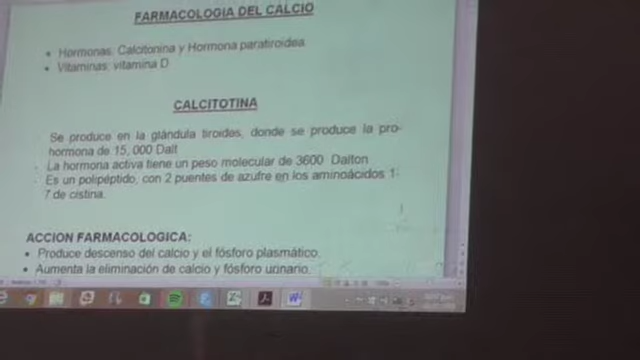 FARMACOLOGIA DEL CALCIO
Hormonas: Calcitonina y Hormona paratiroidea
Vitaminas: vitamina D
CALCITOTINA
Se produce en la glándula tiroides, donde se produce la pro-
hormona de 15, 000 Dalt
La hormona activa tiene un peso molecular de 3600 Dalton
Es un polipéptido, con 2 puentes de azufre en los aminoácidos 1-
7 de cistina.
ACCION FARMACOLOGICA:
Produce descenso del calcio y el fósforo plasmático.
Aumenta la eliminación de calcio y fósforo urinario.